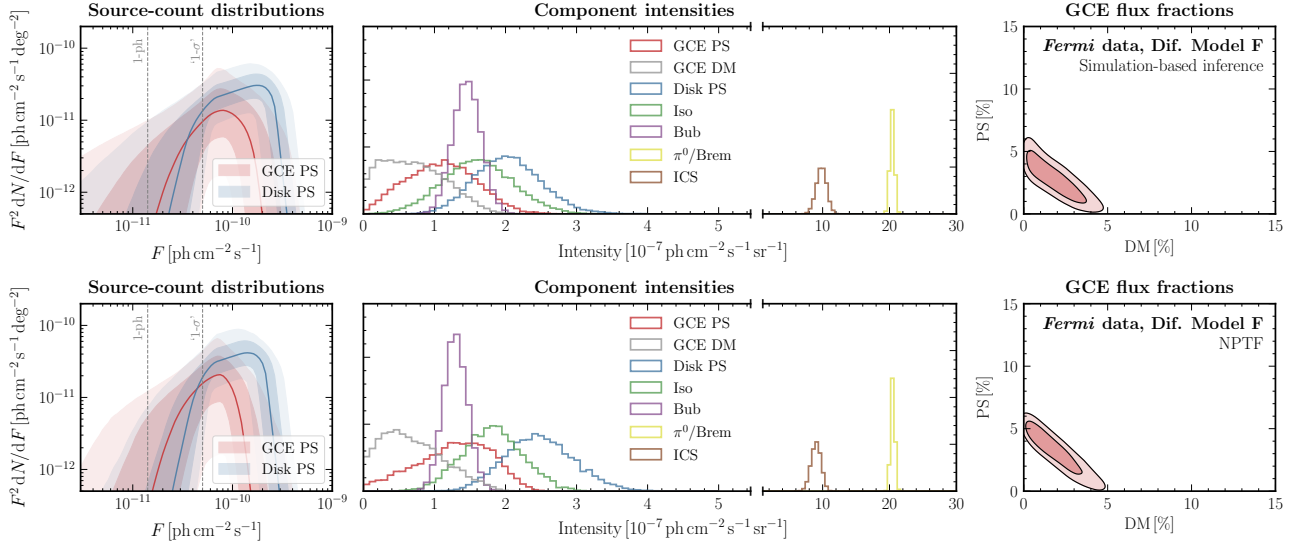 Source-count distributions
F² dN/dF [ph cm⁻² s⁻¹ deg⁻²]
10⁻¹⁰
10⁻¹¹
10⁻¹²
1-ph
'1-σ'
GCE PS
Disk PS
10⁻¹¹ 10⁻¹⁰ 10⁻⁹
F [ph cm⁻² s⁻¹]
Component intensities
GCE PS
GCE DM
Disk PS
Iso
Bub
π⁰/Brem
ICS
0 1 2 3 4 5 10 20 30
Intensity [10⁻⁷ ph cm⁻² s⁻¹ sr⁻¹]
GCE flux fractions
Fermi data, Dif. Model F
Simulation-based inference
PS [%]
15
10
5
0
0 5 10 15
DM [%]
Source-count distributions
F² dN/dF [ph cm⁻² s⁻¹ deg⁻²]
10⁻¹⁰
10⁻¹¹
10⁻¹²
1-ph
'1-σ'
GCE PS
Disk PS
10⁻¹¹ 10⁻¹⁰ 10⁻⁹
F [ph cm⁻² s⁻¹]
Component intensities
GCE PS
GCE DM
Disk PS
Iso
Bub
π⁰/Brem
ICS
0 1 2 3 4 5 10 20 30
Intensity [10⁻⁷ ph cm⁻² s⁻¹ sr⁻¹]
GCE flux fractions
Fermi data, Dif. Model F
NPTF
PS [%]
15
10
5
0
0 5 10 15
DM [%]